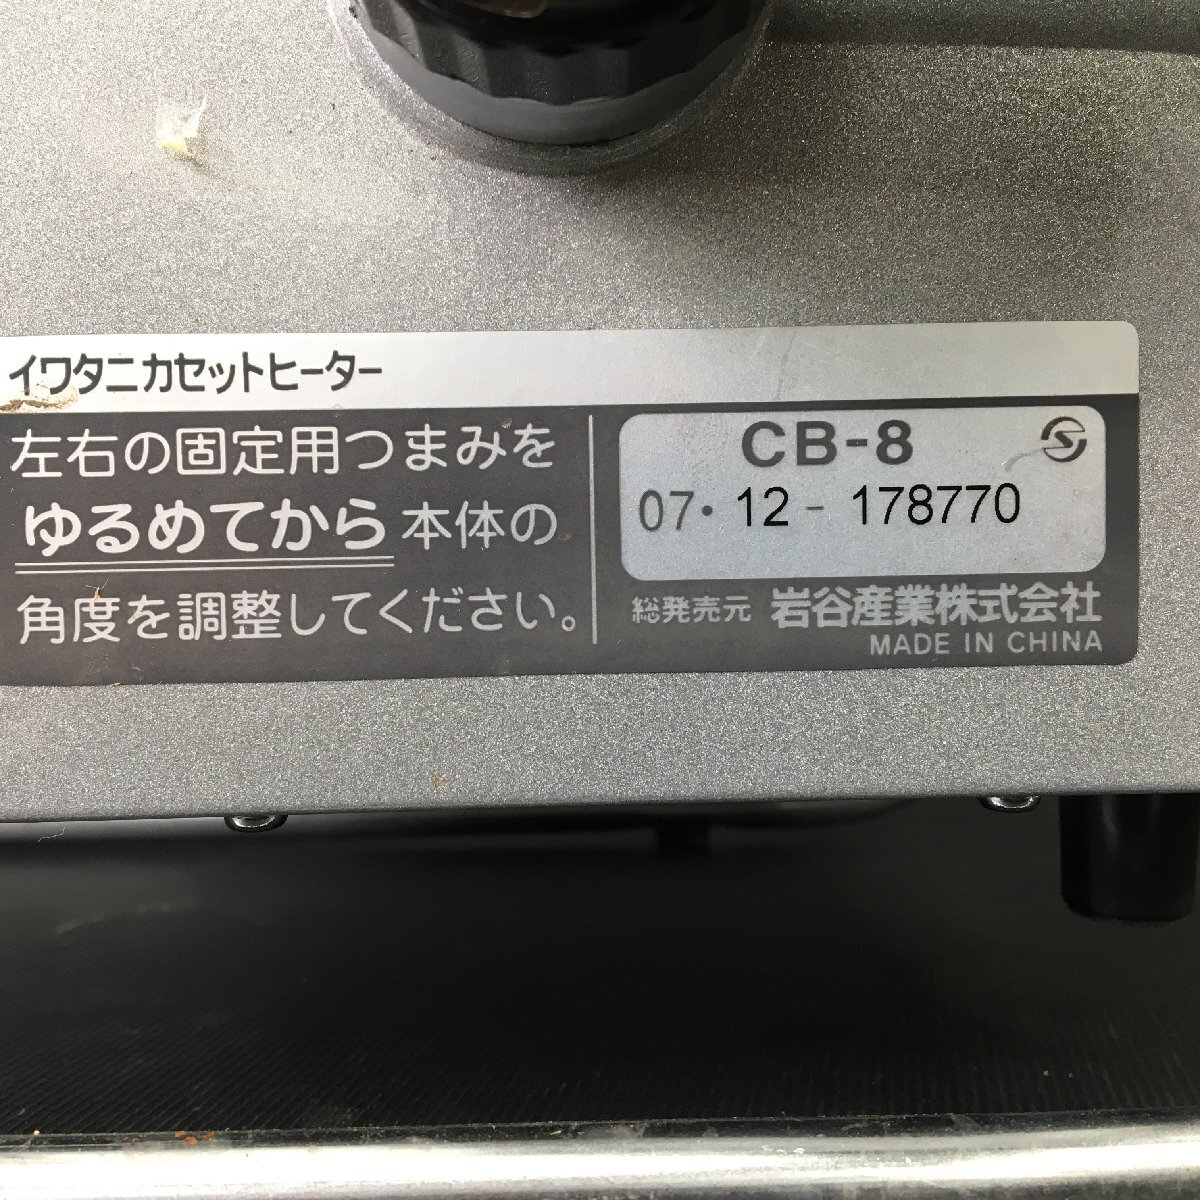 イワタニカセットヒーター
左右の固定用つまみを
ゆるめてから本体の
角度を調整してください。
CB-8
07・12-178770
総発売元 岩谷産業株式会社
MADE IN CHINA